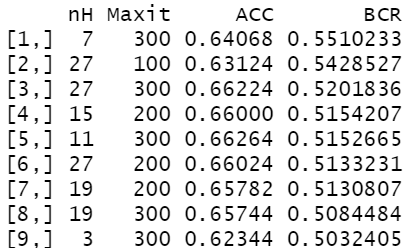 nH Maxit ACC BCR
[1,] 7 300 0.64068 0.5510233
[2,] 27 100 0.63124 0.5428527
[3,] 27 300 0.66224 0.5201836
[4,] 15 200 0.66000 0.5154207
[5,] 11 300 0.66264 0.5152665
[6,] 27 200 0.66024 0.5133231
[7,] 19 200 0.65782 0.5130807
[8,] 19 300 0.65744 0.5084484
[9,] 3 300 0.62344 0.5032405